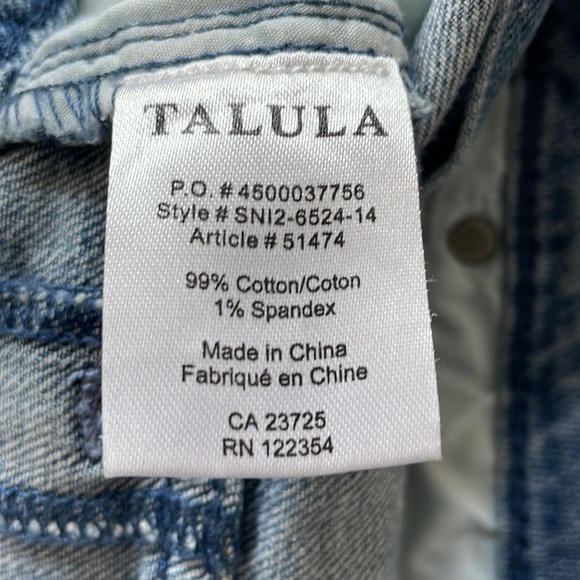 TALULA
P.O. # 4500037756
Style # SNI2-6524-14
Article # 51474
99% Cotton/Coton
1% Spandex
Made in China
Fabriqué en Chine
CA 23725
RN 122354